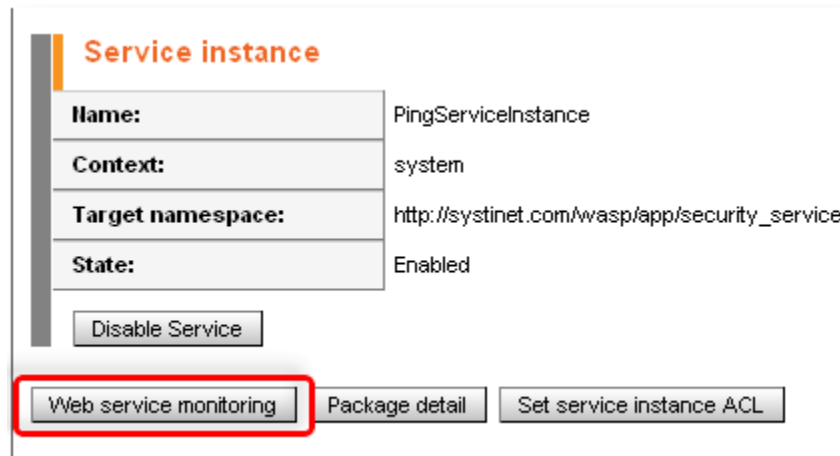 Service instance
Name: PingServiceInstance
Context: system
Target namespace: http://systinet.com/wasp/app/security_service
State: Enabled
Disable Service
Web service monitoring Package detail Set service instance ACL